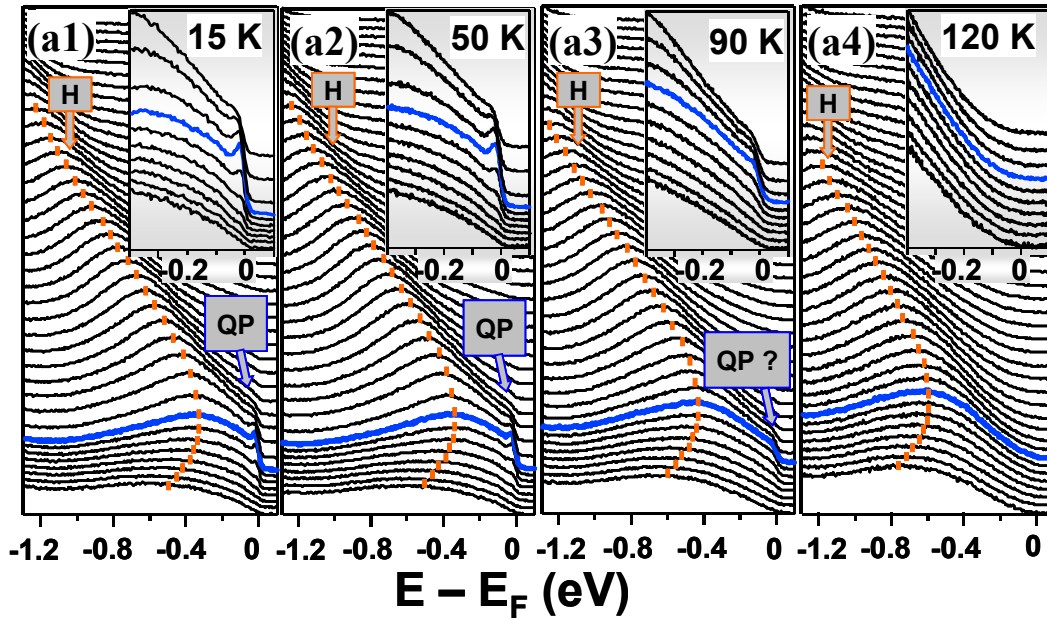 (a1) 15 K (a2) 50 K (a3) 90 K (a4) 120 K
H H H H
-0.2 0 -0.2 0 -0.2 0 -0.2 0
QP QP QP ?
-1.2 -0.8 -0.4 0 -1.2 -0.8 -0.4 0 -1.2 -0.8 -0.4 0 -1.2 -0.8 -0.4 0
E – EF (eV)